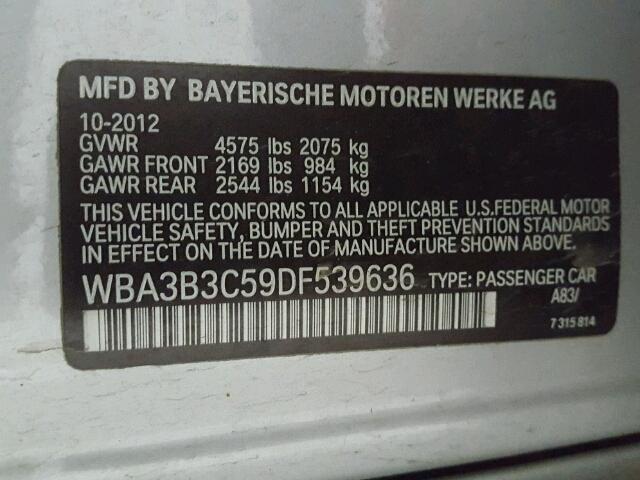 MFD BY BAYERISCHE MOTOREN WERKE AG
10-2012
GVWR 4575 lbs 2075 kg
GAWR FRONT 2169 lbs 984 kg
GAWR REAR 2544 lbs 1154 kg
THIS VEHICLE CONFORMS TO ALL APPLICABLE U.S.FEDERAL MOTOR
VEHICLE SAFETY, BUMPER AND THEFT PREVENTION STANDARDS
IN EFFECT ON THE DATE OF MANUFACTURE SHOWN ABOVE.
WBA3B3C59DF539636 TYPE: PASSENGER CAR
A83/
7 315 814